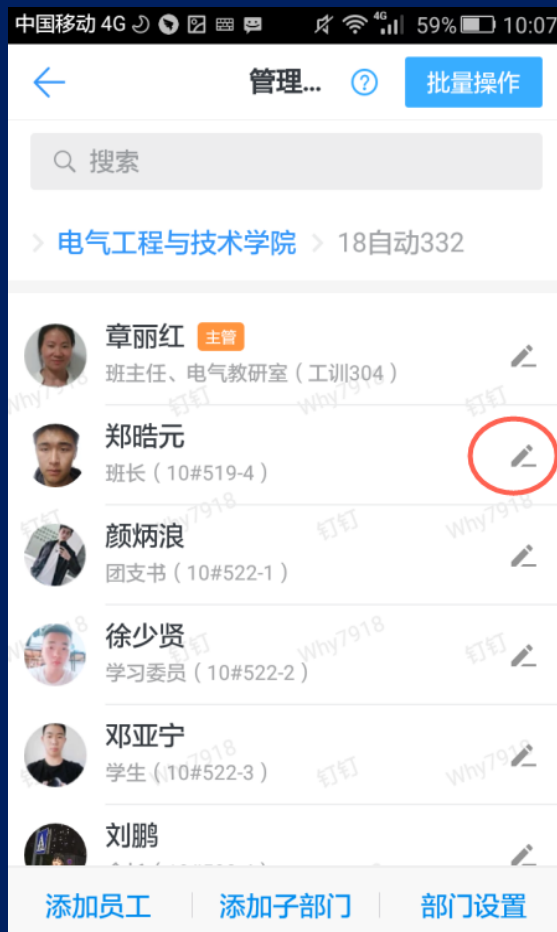 中国移动 4G 4G 59% 10:07
管理... ? 批量操作
搜索
> 电气工程与技术学院 > 18自动332
章丽红 主管
班主任、电气教研室（工训304）
郑晧元
班长（10#519-4）
颜炳浪
团支书（10#522-1）
徐少贤
学习委员（10#522-2）
邓亚宁
学生（10#522-3）
刘鹏
添加员工 添加子部门 部门设置
钉钉 Why7918